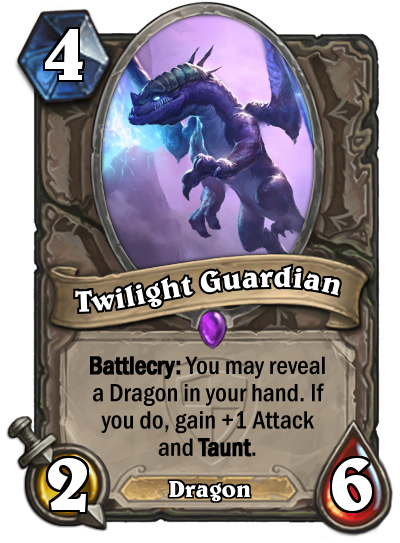 4
Twilight Guardian
Battlecry: You may reveal
a Dragon in your hand. If
you do, gain +1 Attack
and Taunt.
2
Dragon
6